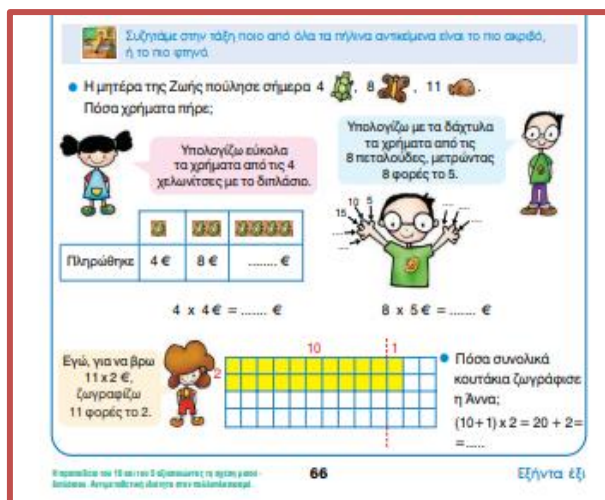 Συζητάμε στην τάξη ποιο από όλα τα πήλινα αντικείμενα είναι το πιο ακριβό,
ή το πιο φτηνό.
● Η μητέρα της Ζωής πούλησε σήμερα 4 , 8 , 11 .
Πόσα χρήματα πήρε;
Υπολογίζω εύκολα
τα χρήματα από τις 4
χελωνίτσες με το διπλάσιο.
Υπολογίζω με τα δάχτυλα
τα χρήματα από τις
8 πεταλούδες, μετρώντας
8 φορές το 5.
10 5
15
Πληρώθηκε 4 € 8 € ........ €
4 x 4€ = ....... €
8 x 5€ = ....... €
Εγώ, για να βρω
11 x 2 €,
ζωγραφίζω
11 φορές το 2.
10 1
2
● Πόσα συνολικά
κουτάκια ζωγράφισε
η Άννα;
(10+1) x 2 = 20 + 2=
=.....
66
Εξήντα έξι